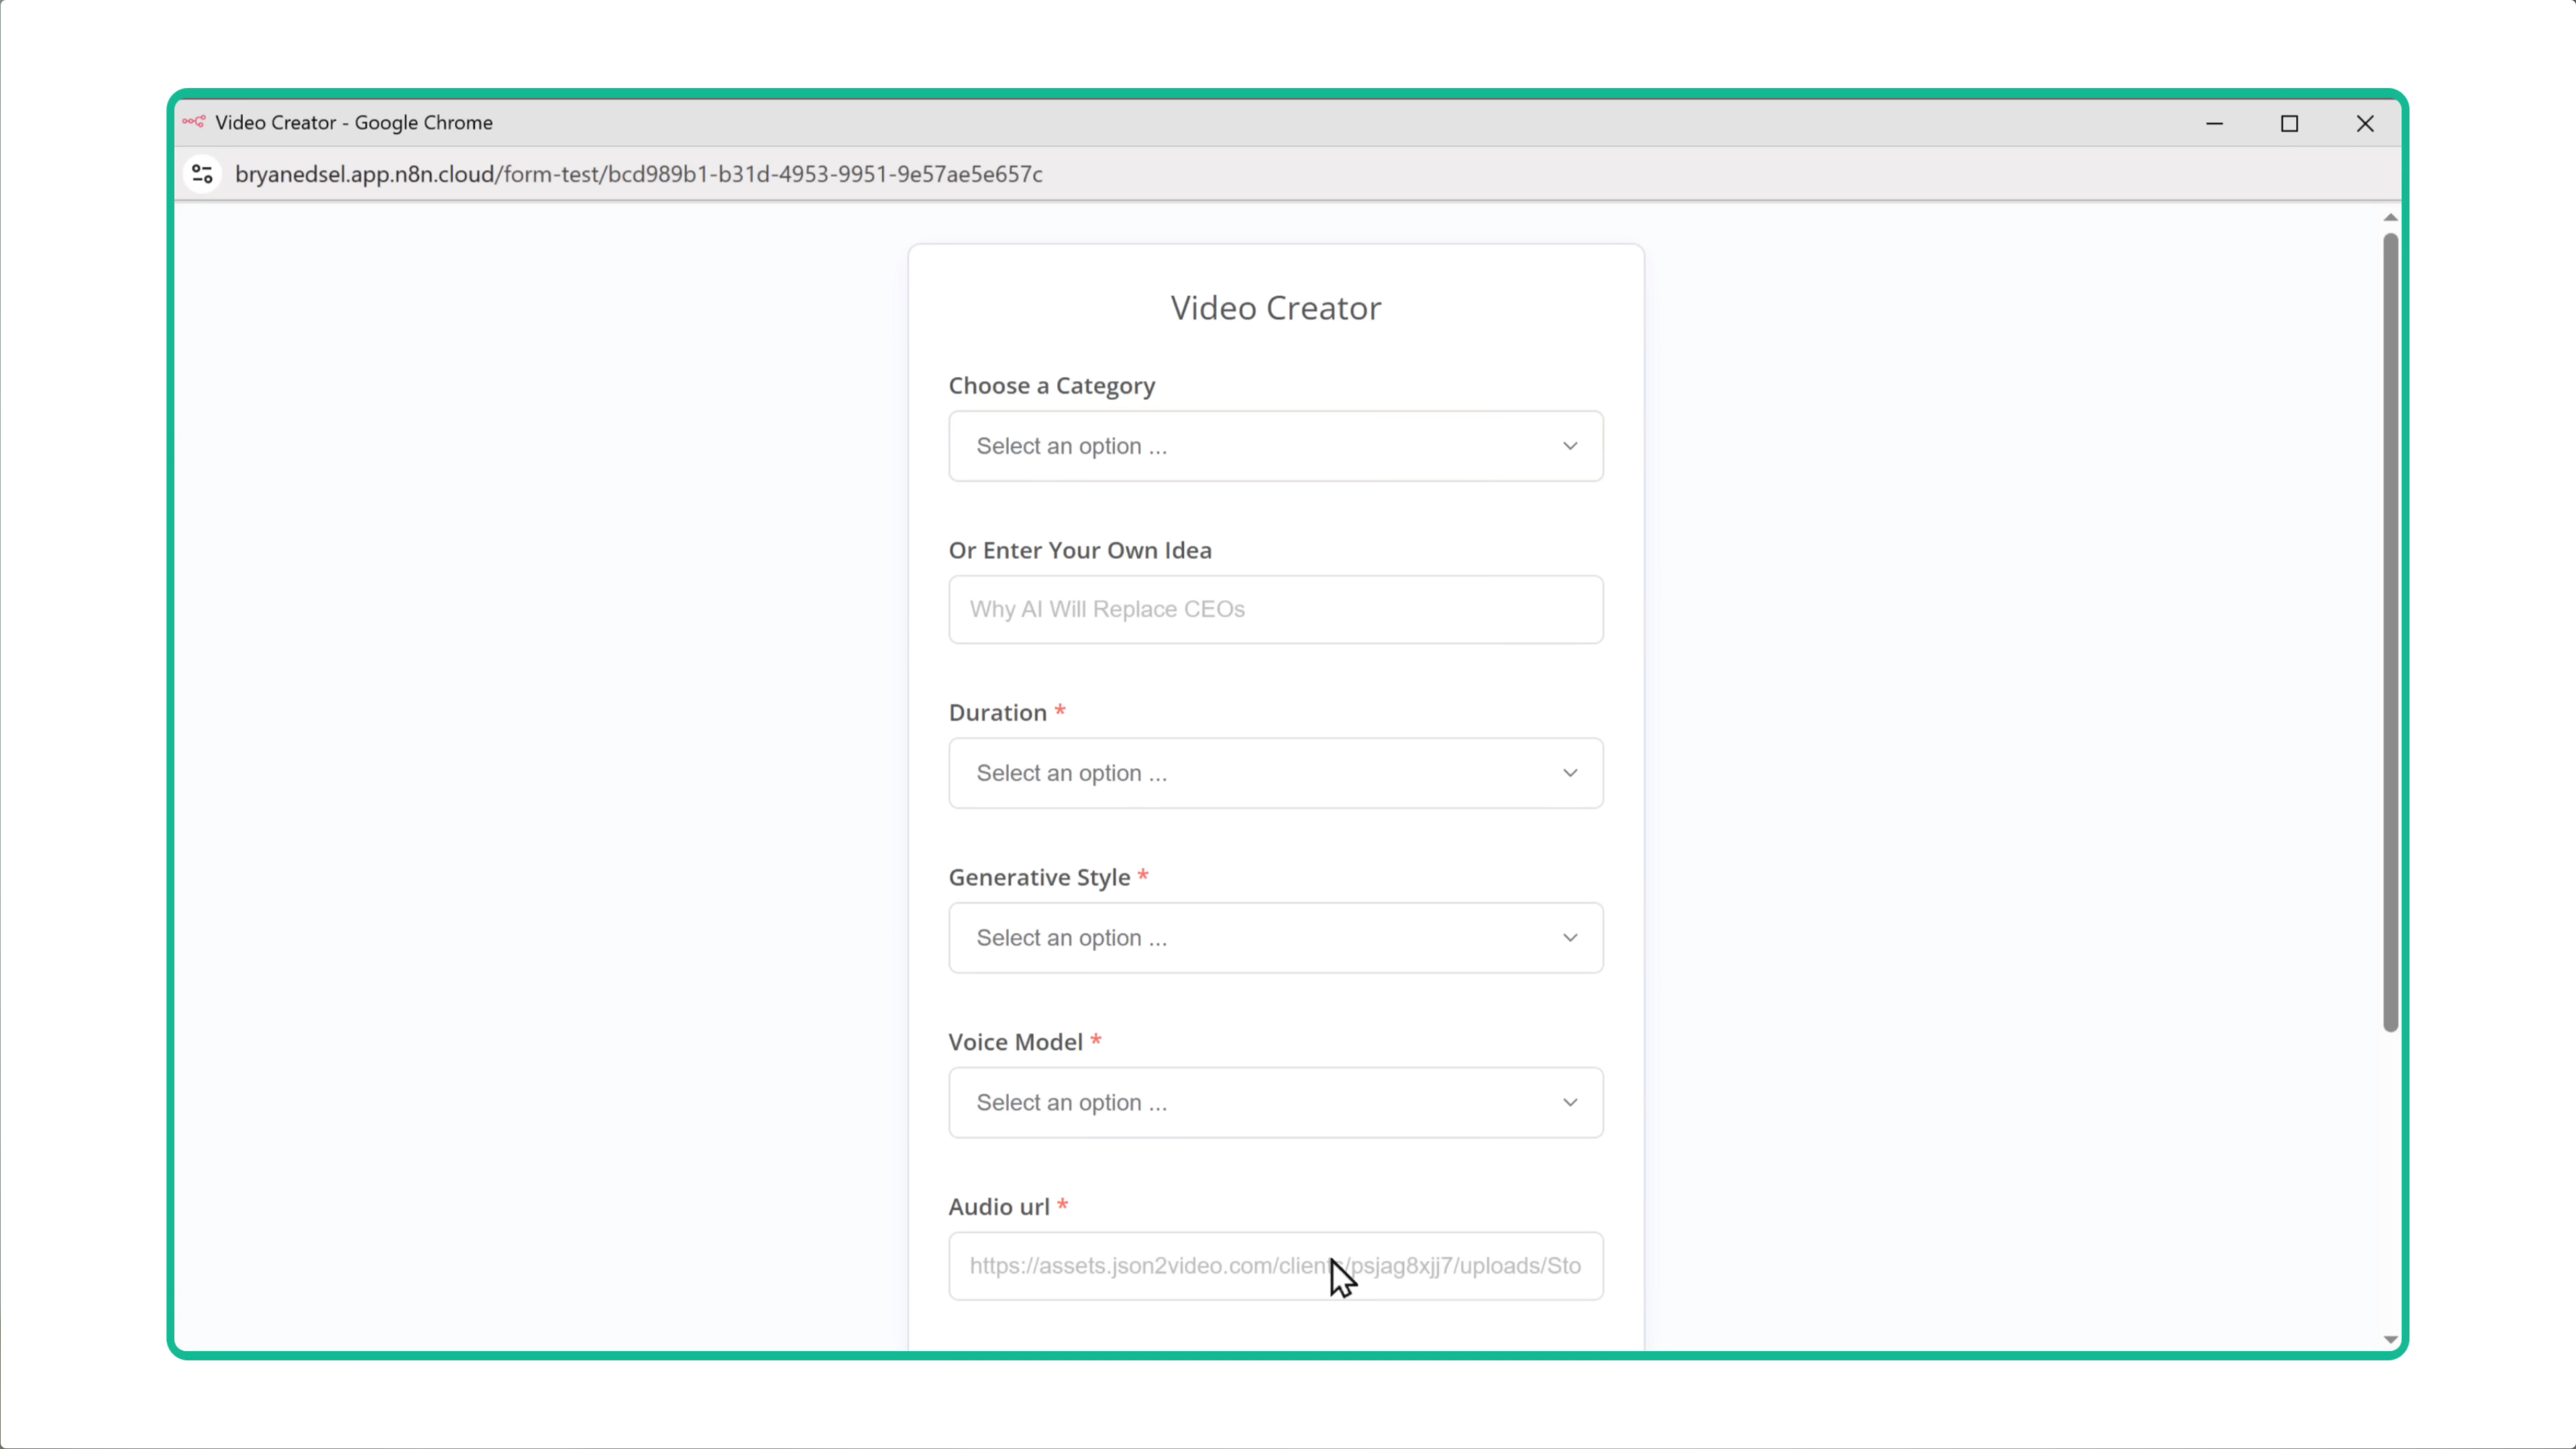 Video Creator - Google Chrome
bryanedsel.app.n8n.cloud/form-test/bcd989b1-b31d-4953-9951-9e57ae5e657c
Video Creator
Choose a Category
Select an option ...
Or Enter Your Own Idea
Why AI Will Replace CEOs
Duration *
Select an option ...
Generative Style *
Select an option ...
Voice Model *
Select an option ...
Audio url *
https://assets.json2video.com/clients/psjag8xjj7/uploads/Sto